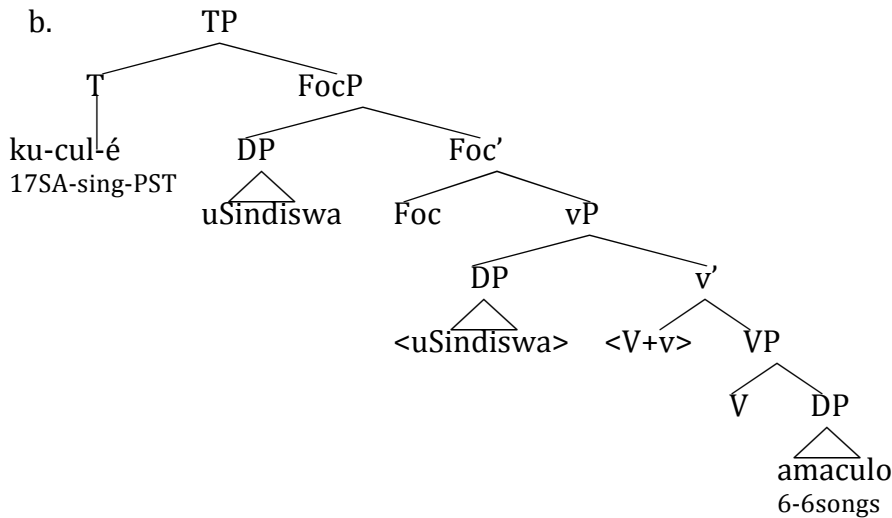 b. TP
T FocP
ku-cul-é DP Foc’
17SA-sing-PST
uSindiswa Foc vP
DP v’
<uSindiswa> <V+v> VP
V DP
amaculo
6-6songs